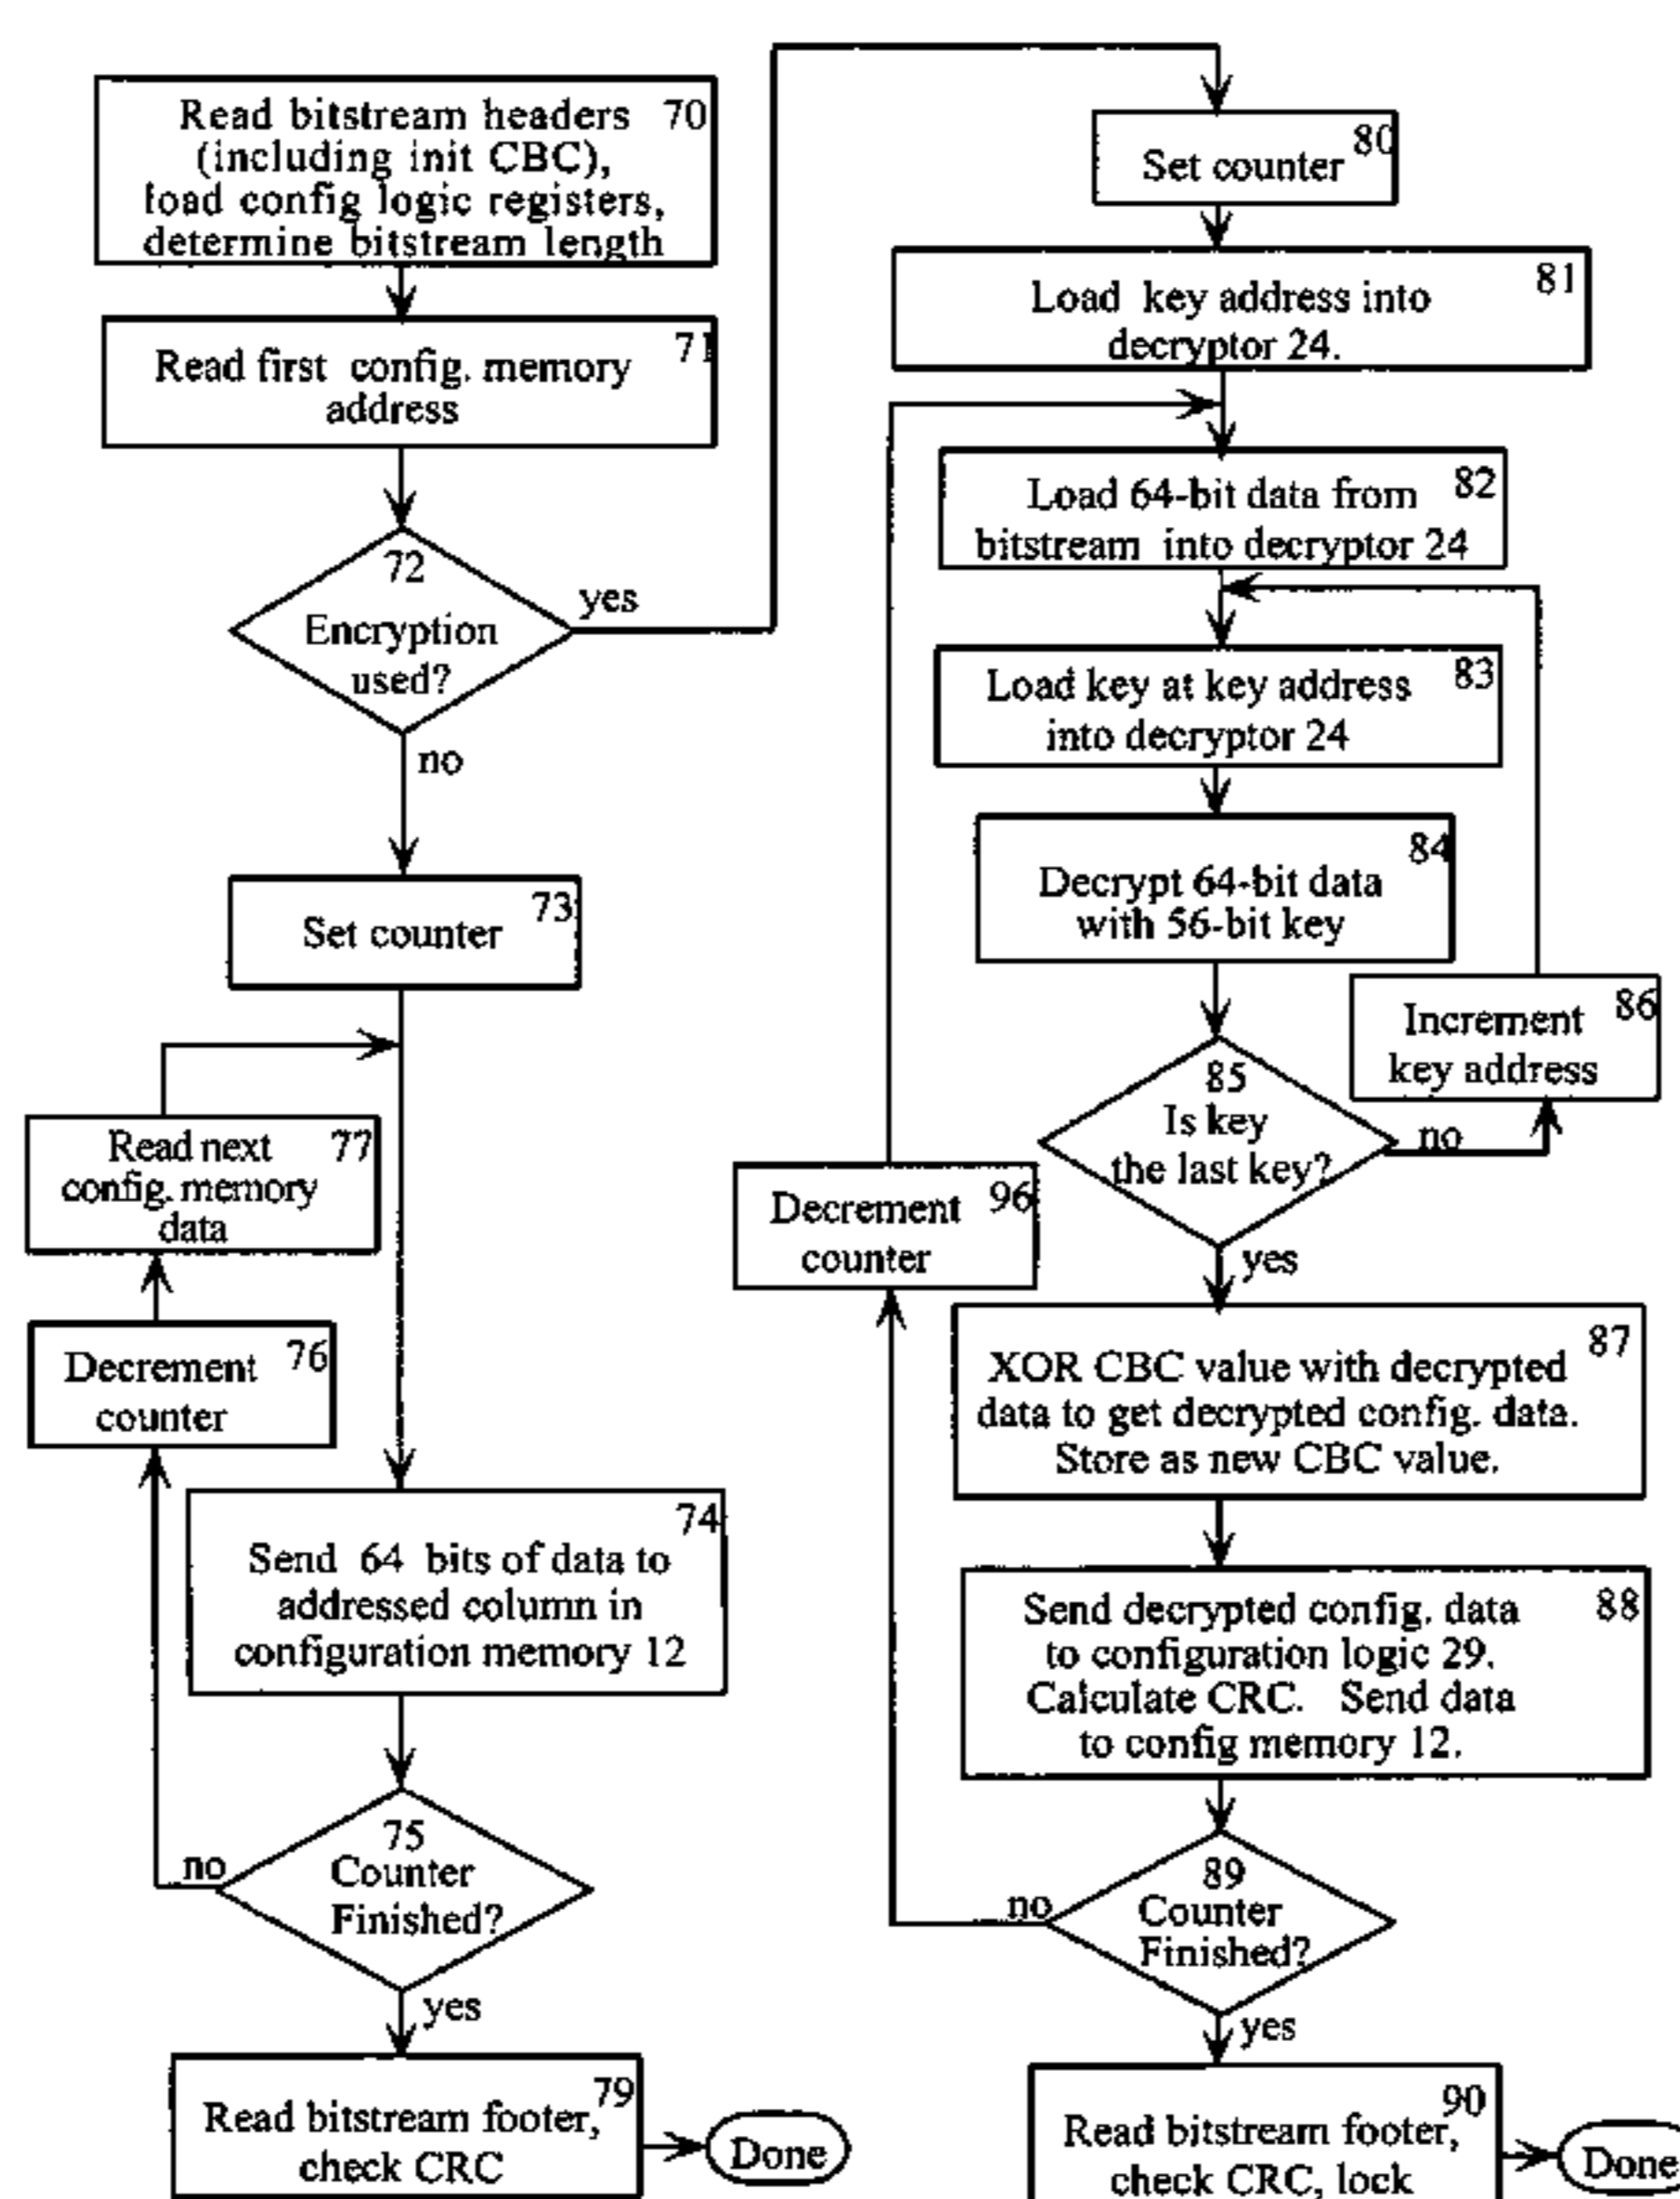 Read bitstream headers 70
(including init CBC),
load config logic registers,
determine bitstream length
Read first config. memory 71
address
72
Encryption
used?
yes
no
Set counter 73
Read next 77
config. memory
data
Decrement 76
counter
74
Send 64 bits of data to
addressed column in
configuration memory 12
75
Counter
Finished?
no
yes
79
Read bitstream footer,
check CRC
Done
80
Set counter
81
Load key address into
decryptor 24.
Load 64-bit data from 82
bitstream into decryptor 24
Load key at key address 83
into decryptor 24
84
Decrypt 64-bit data
with 56-bit key
85
Is key
the last key?
no
Increment 86
key address
yes
Decrement 96
counter
87
XOR CBC value with decrypted
data to get decrypted config. data.
Store as new CBC value.
Send decrypted config. data 88
to configuration logic 29.
Calculate CRC. Send data
to config memory 12.
89
Counter
Finished?
no
yes
90
Read bitstream footer,
check CRC, lock
Done